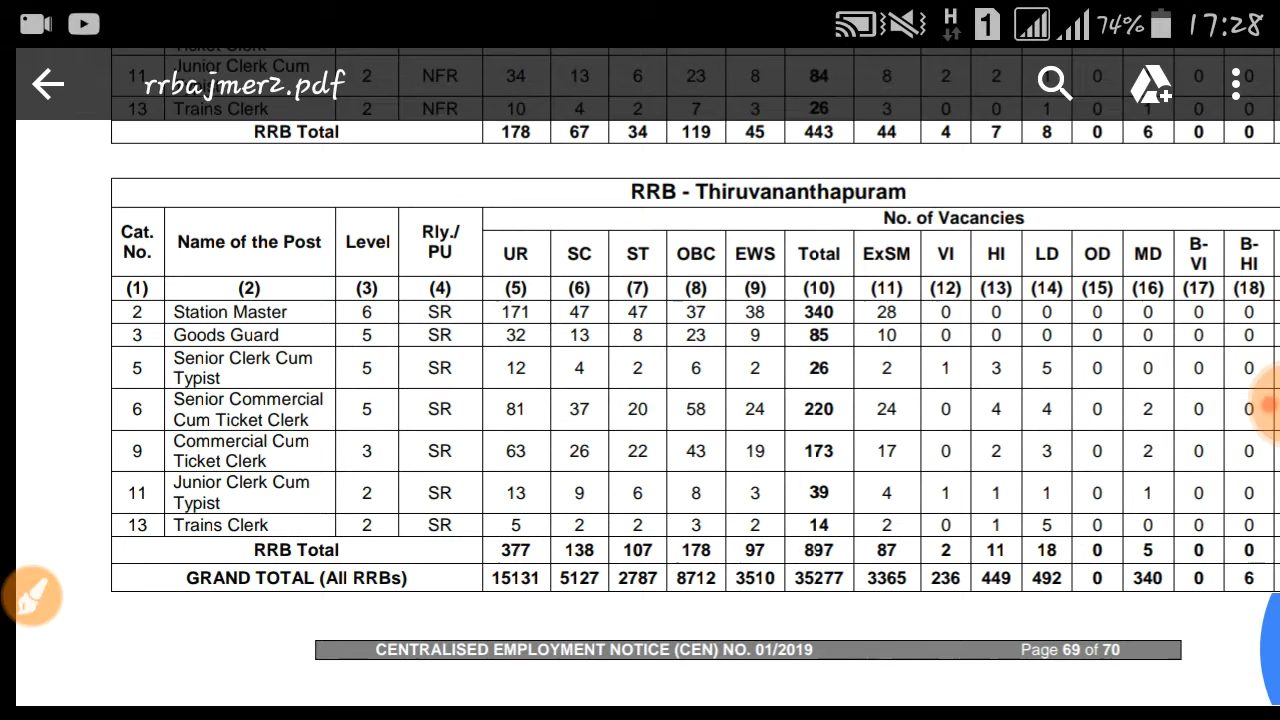 H 1 74% 17:28
Ticket Clerk
rrbajmer2.pdf
11 Junior Clerk Cum 2 NFR 34 13 6 23 8 84 8 2 2 1 0 0 0
13 Trains Clerk 2 NFR 10 4 2 7 3 26 3 0 0 1 0 1 0 0
RRB Total 178 67 34 119 45 443 44 4 7 8 0 6 0 0
RRB - Thiruvananthapuram
Cat. No. Name of the Post Level Rly./ PU No. of Vacancies
UR SC ST OBC EWS Total ExSM VI HI LD OD MD B-VI B-HI
(1) (2) (3) (4) (5) (6) (7) (8) (9) (10) (11) (12) (13) (14) (15) (16) (17) (18)
2 Station Master 6 SR 171 47 47 37 38 340 28 0 0 0 0 0 0 0
3 Goods Guard 5 SR 32 13 8 23 9 85 10 0 0 0 0 0 0 0
5 Senior Clerk Cum Typist 5 SR 12 4 2 6 2 26 2 1 3 5 0 0 0 0
6 Senior Commercial Cum Ticket Clerk 5 SR 81 37 20 58 24 220 24 0 4 4 0 2 0 0
9 Commercial Cum Ticket Clerk 3 SR 63 26 22 43 19 173 17 0 2 3 0 2 0 0
11 Junior Clerk Cum Typist 2 SR 13 9 6 8 3 39 4 1 1 1 0 1 0 0
13 Trains Clerk 2 SR 5 2 2 3 2 14 2 0 1 5 0 0 0 0
RRB Total 377 138 107 178 97 897 87 2 11 18 0 5 0 0
GRAND TOTAL (All RRBs) 15131 5127 2787 8712 3510 35277 3365 236 449 492 0 340 0 6
CENTRALISED EMPLOYMENT NOTICE (CEN) NO. 01/2019 Page 69 of 70